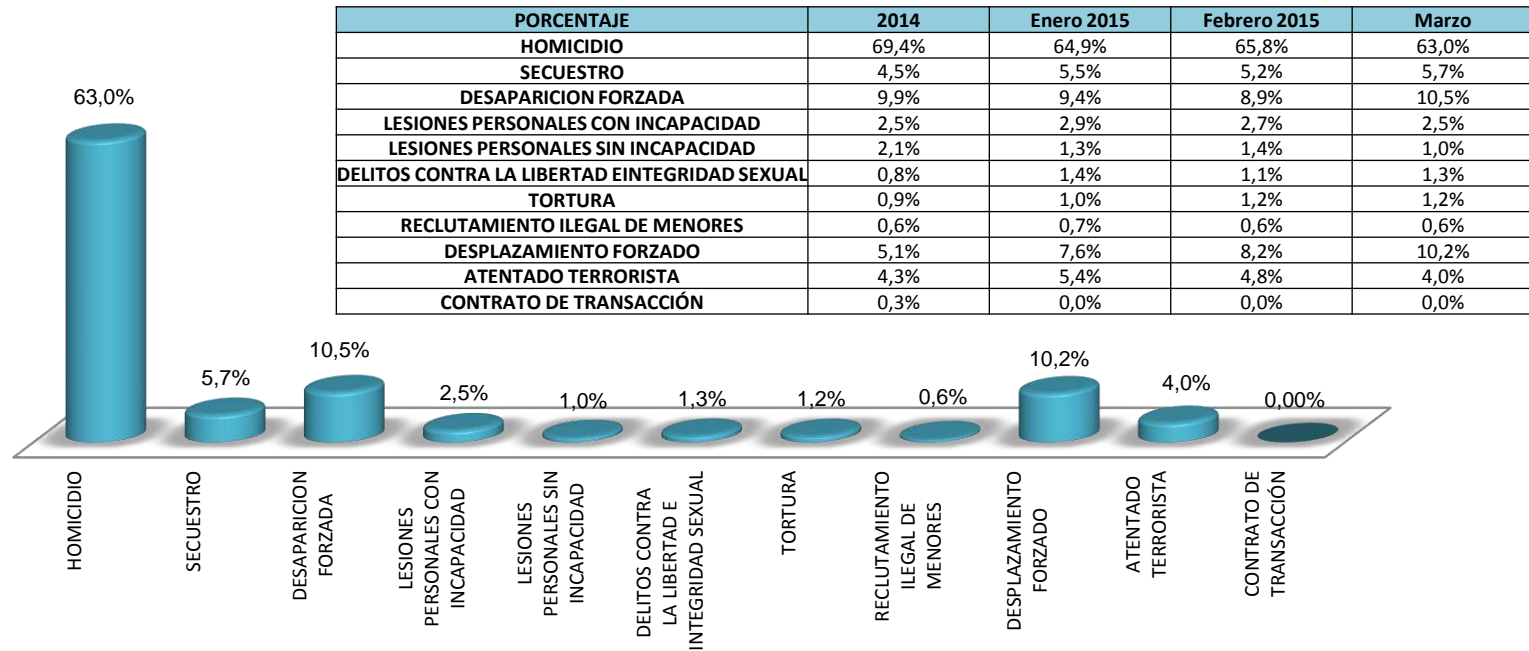 PORCENTAJE 2014 Enero 2015 Febrero 2015 Marzo
HOMICIDIO 69,4% 64,9% 65,8% 63,0%
SECUESTRO 4,5% 5,5% 5,2% 5,7%
DESAPARICION FORZADA 9,9% 9,4% 8,9% 10,5%
LESIONES PERSONALES CON INCAPACIDAD 2,5% 2,9% 2,7% 2,5%
LESIONES PERSONALES SIN INCAPACIDAD 2,1% 1,3% 1,4% 1,0%
DELITOS CONTRA LA LIBERTAD EINTEGRIDAD SEXUAL 0,8% 1,4% 1,1% 1,3%
TORTURA 0,9% 1,0% 1,2% 1,2%
RECLUTAMIENTO ILEGAL DE MENORES 0,6% 0,7% 0,6% 0,6%
DESPLAZAMIENTO FORZADO 5,1% 7,6% 8,2% 10,2%
ATENTADO TERRORISTA 4,3% 5,4% 4,8% 4,0%
CONTRATO DE TRANSACCIÓN 0,3% 0,0% 0,0% 0,0%
63,0%
5,7%
10,5%
2,5%
1,0%
1,3%
1,2%
0,6%
10,2%
4,0%
0,00%
HOMICIDIO
SECUESTRO
DESAPARICION
FORZADA
LESIONES
PERSONALES CON
INCAPACIDAD
LESIONES
PERSONALES SIN
INCAPACIDAD
DELITOS CONTRA
LA LIBERTAD E
INTEGRIDAD SEXUAL
TORTURA
RECLUTAMIENTO
ILEGAL DE
MENORES
DESPLAZAMIENTO
FORZADO
ATENTADO
TERRORISTA
CONTRATO DE
TRANSACCIÓN